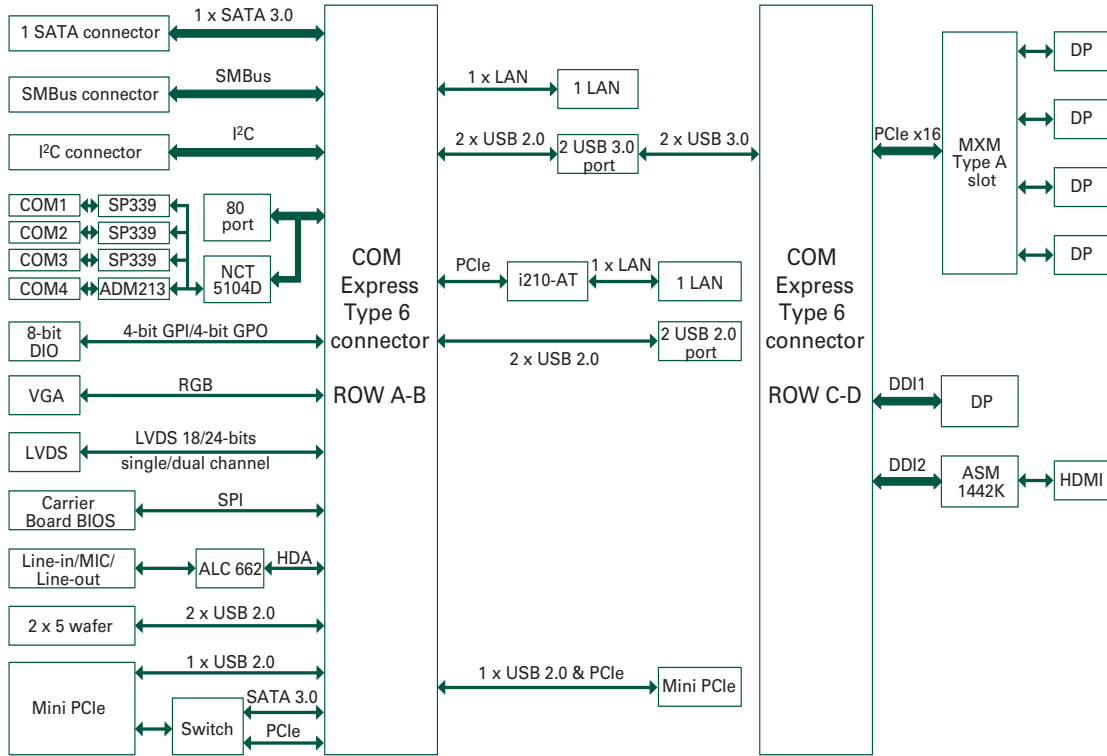 1 SATA connector
1 x SATA 3.0
SMBus connector
SMBus
I²C connector
I²C
COM1
SP339
COM2
SP339
COM3
SP339
COM4
ADM213
80
port
NCT
5104D
8-bit
DIO
4-bit GPI/4-bit GPO
VGA
RGB
LVDS
LVDS 18/24-bits
single/dual channel
Carrier
Board BIOS
SPI
Line-in/MIC/
Line-out
ALC 662
HDA
2 x 5 wafer
2 x USB 2.0
Mini PCIe
1 x USB 2.0
Switch
SATA 3.0
PCIe
COM
Express
Type 6
connector
ROW A-B
1 x LAN
1 LAN
2 x USB 2.0
2 USB 3.0
port
2 x USB 3.0
PCIe
i210-AT
1 x LAN
1 LAN
2 x USB 2.0
2 USB 2.0
port
1 x USB 2.0 & PCIe
Mini PCIe
COM
Express
Type 6
connector
ROW C-D
PCIe x16
MXM
Type A
slot
DP
DP
DP
DP
DDI1
DP
DDI2
ASM
1442K
HDMI